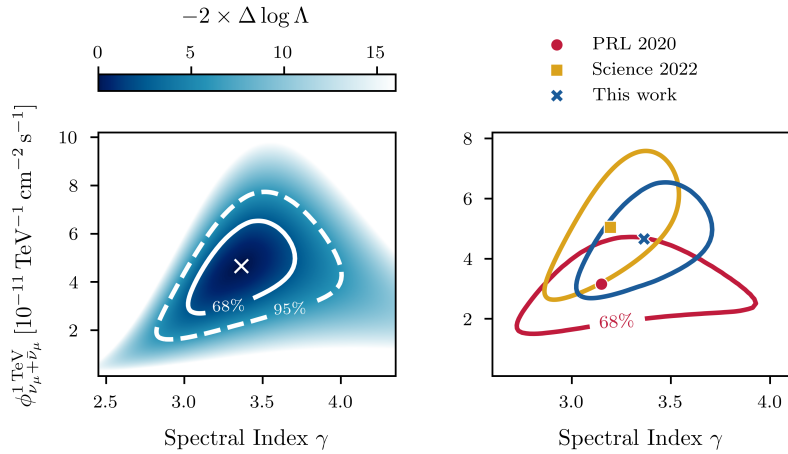 −2 × Δ log Λ
0 5 10 15
PRL 2020
Science 2022
This work
ϕ^{1 TeV}_{ν_μ+ν̄_μ} [10^{−11} TeV^{−1} cm^{−2} s^{−1}]
10
8
6
4
2
68%
95%
2.5 3.0 3.5 4.0
Spectral Index γ
8
6
4
2
68%
3.0 3.5 4.0
Spectral Index γ